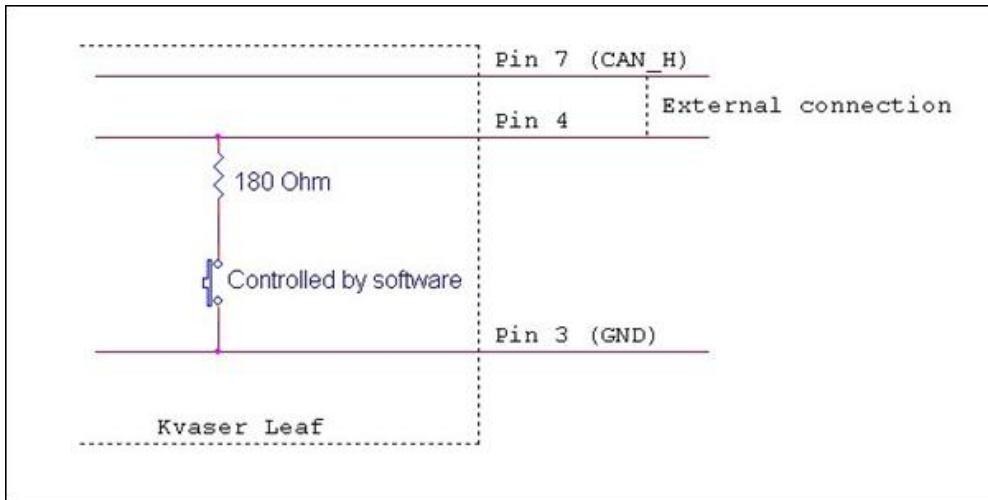 Pin 7 (CAN_H)
External connection
Pin 4
180 Ohm
Controlled by software
Pin 3 (GND)
Kvaser Leaf